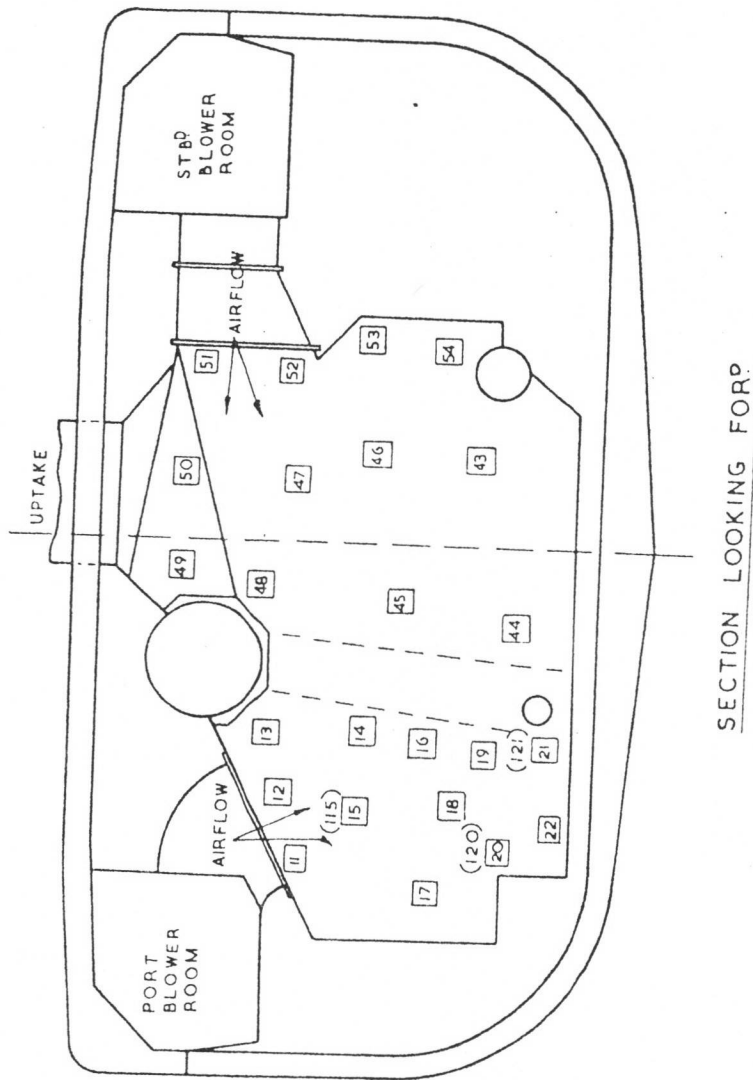 UPTAKE
PORT
BLOWER
ROOM
STBD
BLOWER
ROOM
AIRFLOW
AIRFLOW
49
50
51
52
53
54
48
47
46
43
45
44
11
12
13
14
(115)
15
16
17
18
19
(120)
20
(121)
21
22
SECTION LOOKING FORD